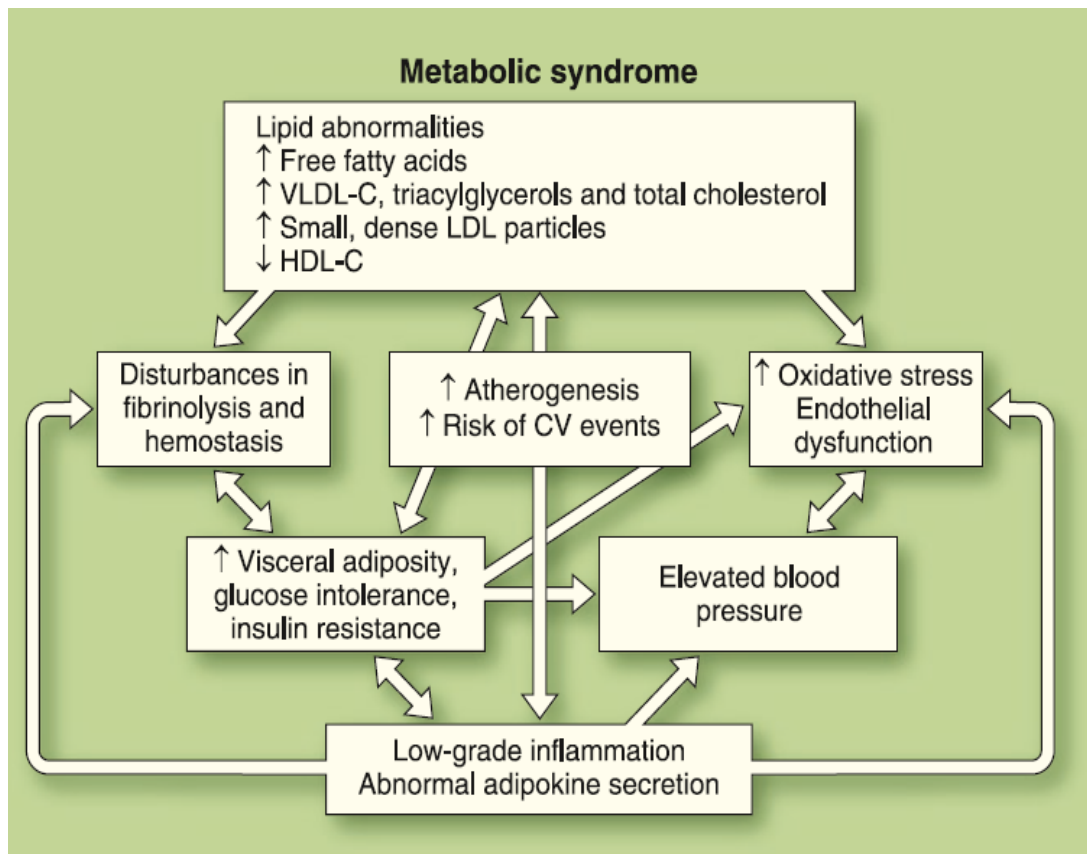 Metabolic syndrome
Lipid abnormalities
↑ Free fatty acids
↑ VLDL-C, triacylglycerols and total cholesterol
↑ Small, dense LDL particles
↓ HDL-C
Disturbances in
fibrinolysis and
hemostasis
↑ Atherogenesis
↑ Risk of CV events
↑ Oxidative stress
Endothelial
dysfunction
↑ Visceral adiposity,
glucose intolerance,
insulin resistance
Elevated blood
pressure
Low-grade inflammation
Abnormal adipokine secretion